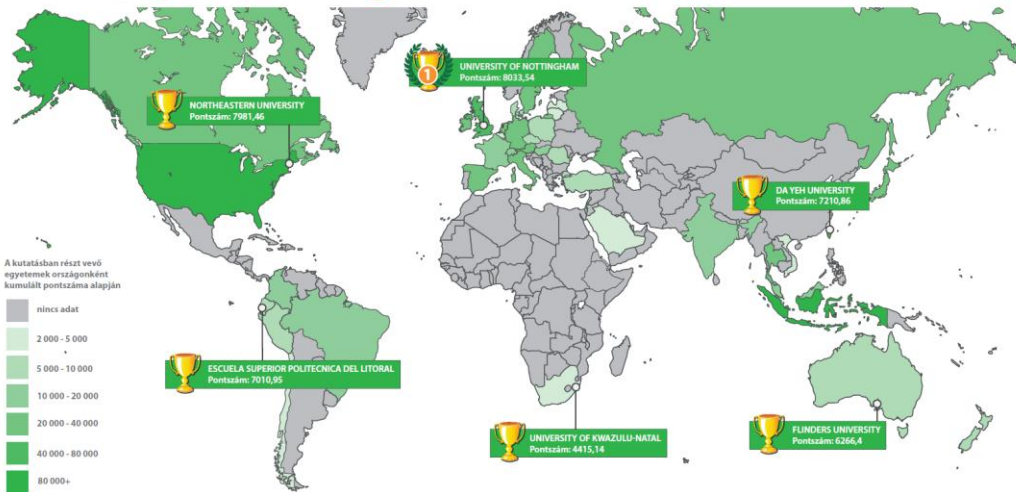 UNIVERSITY OF NOTTINGHAM
Pontszám: 8033,54
1
NORTHEASTERN UNIVERSITY
Pontszám: 7981,46
DA YEH UNIVERSITY
Pontszám: 7210,86
A kutatásban részt vevő
egyetemek országonként
kumulált pontszáma alapján
nincs adat
2 000 - 5 000
5 000 - 10 000
10 000 - 20 000
20 000 - 40 000
40 000 - 80 000
80 000+
ESCUELA SUPERIOR POLITECNICA DEL LITORAL
Pontszám: 7010,95
UNIVERSITY OF KWAZULU-NATAL
Pontszám: 4415,14
FLINDERS UNIVERSITY
Pontszám: 6266,4